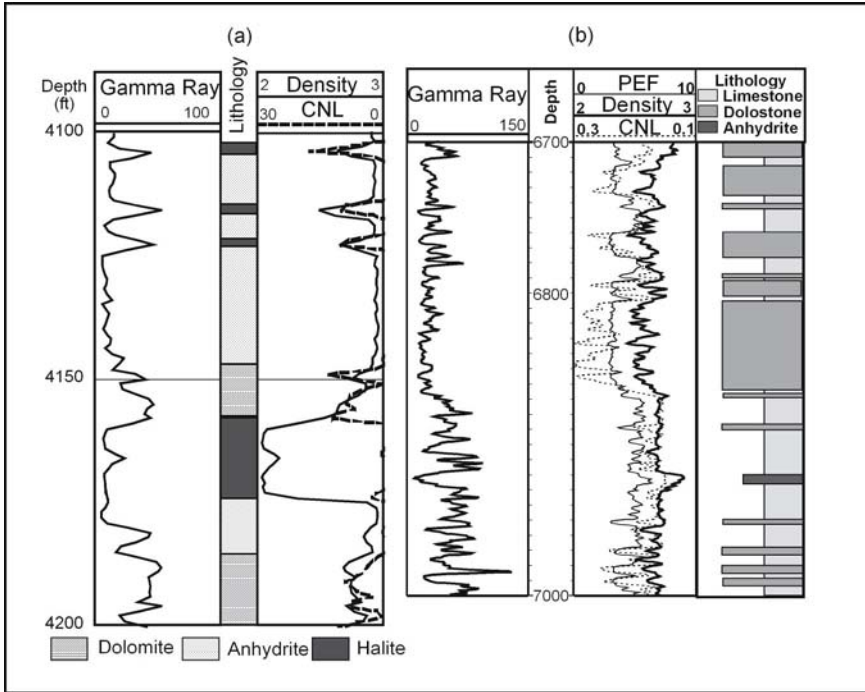 (a)
Depth
(ft)
Gamma Ray
0 100
Lithology
2 Density 3
30 CNL 0
4100
4150
4200
Dolomite Anhydrite Halite
(b)
Gamma Ray
0 150
Depth
0 PEF 10
2 Density 3
0.3 CNL 0.1
Lithology
Limestone
Dolostone
Anhydrite
6700
6800
7000